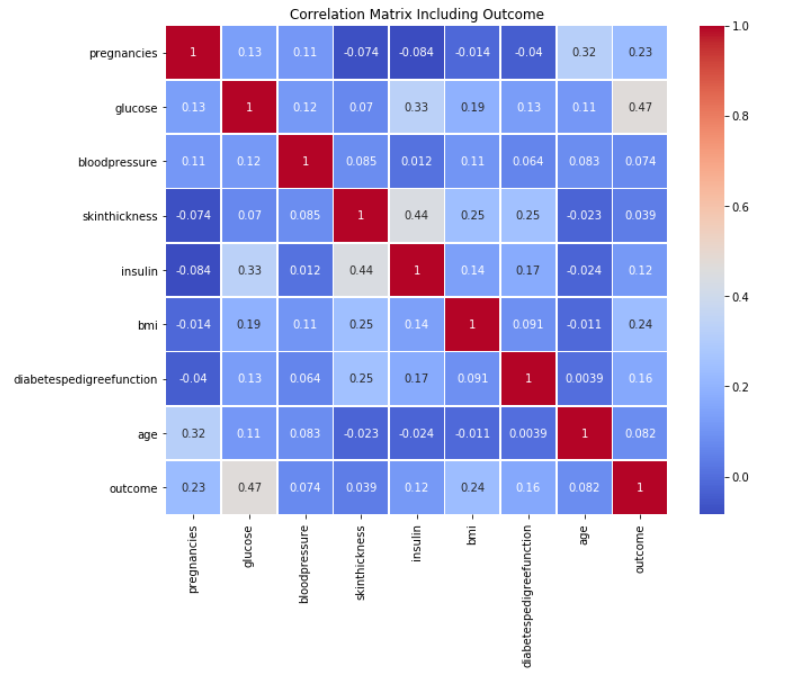 Correlation Matrix Including Outcome
pregnancies 1 0.13 0.11 -0.074 -0.084 -0.014 -0.04 0.32 0.23
glucose 0.13 1 0.12 0.07 0.33 0.19 0.13 0.11 0.47
bloodpressure 0.11 0.12 1 0.085 0.012 0.11 0.064 0.083 0.074
skinthickness -0.074 0.07 0.085 1 0.44 0.25 0.25 -0.023 0.039
insulin -0.084 0.33 0.012 0.44 1 0.14 0.17 -0.024 0.12
bmi -0.014 0.19 0.11 0.25 0.14 1 0.091 -0.011 0.24
diabetespedigreefunction -0.04 0.13 0.064 0.25 0.17 0.091 1 0.0039 0.16
age 0.32 0.11 0.083 -0.023 -0.024 -0.011 0.0039 1 0.082
outcome 0.23 0.47 0.074 0.039 0.12 0.24 0.16 0.082 1
pregnancies
glucose
bloodpressure
skinthickness
insulin
bmi
diabetespedigreefunction
age
outcome
1.0
0.8
0.6
0.4
0.2
0.0